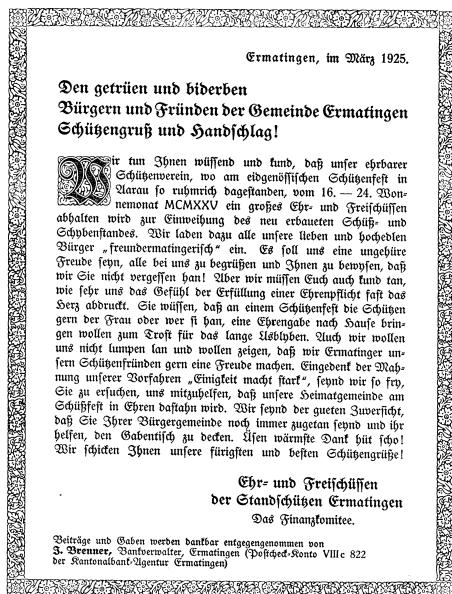 Ermatingen, im März 1925.
Den getrüen und biderben
Bürgern und Fründen der Gemeinde Ermatingen
Schützengruß und Handschlag!
Wir tun Ihnen wüssend und kund, daß unser ehrbarer
Schützenverein, wo am eidgenössischen Schützenfest in
Aarau so ruhmrich dagestanden, vom 16. — 24. Won-
nemonat MCMXXV ein großes Ehr- und Freischüssen
abhalten wird zur Einweihung des neu erbaueten Schüß- und
Schybenstandes. Wir laden dazu alle unsere lieben und hochedlen
Bürger „freundermatingerisch“ ein. Es soll uns eine ungehüre
Freude seyn, alle bei uns zu begrüßen und Ihnen zu bewysen, daß
wir Sie nicht vergessen han! Aber wir müssen Euch auch kund tan,
wie sehr uns das Gefühl der Erfüllung einer Ehrenpflicht fast das
Herz abdruckt. Sie wüssen, daß an einem Schützenfest die Schützen
gern der Frau oder wer si han, eine Ehrengabe nach Hause brin-
gen wollen zum Trost für das lange Usblyben. Auch wir wollen
uns nicht lumpen lan und wollen zeigen, daß wir Ermatinger un-
sern Schützenfründen gern eine Freude machen. Eingedenk der Mah-
nung unserer Vorfahren „Einigkeit macht stark“, seynd wir so fry,
Sie zu ersuchen, uns mitzuhelfen, daß unsere Heimatgemeinde am
Schüßfest in Ehren dastahn wird. Wir seynd der gueten Zuversicht,
daß Sie Ihrer Bürgergemeinde noch immer zugetan seynd und ihr
helfen, den Gabentisch zu decken. Üsen wärmste Dank hüt scho!
Wir schicken Ihnen unsere fürigsten und besten Schützengrüße!
Ehr- und Freischüssen
der Standschützen Ermatingen
Das Finanzkomitee.
Beiträge und Gaben werden dankbar entgegengenommen von
J. Brenner, Bankverwalter, Ermatingen (Postcheck-Konto VIII c 822
der Kantonalbank-Agentur Ermatingen)